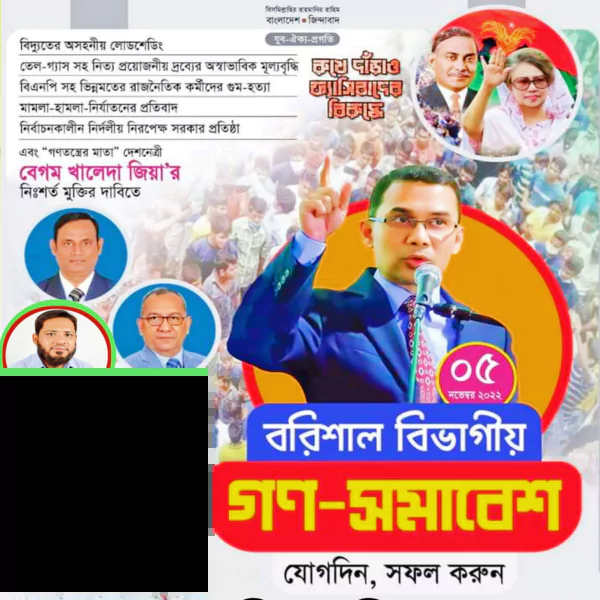 বিসমিল্লাহির রাহমানির রাহিম
বাংলাদেশ জিন্দাবাদ
যুব-ঐক্য-প্রগতি
বিদ্যুতের অসহনীয় লোডশেডিং
তেল-গ্যাস সহ নিত্য প্রয়োজনীয় দ্রব্যের অস্বাভাবিক মূল্যবৃদ্ধি
বিএনপি সহ ভিন্নমতের রাজনৈতিক কর্মীদের গুম-হত্যা
মামলা-হামলা-নির্যাতনের প্রতিবাদ
নির্বাচনকালীন নির্দলীয় নিরপেক্ষ সরকার প্রতিষ্ঠা
এবং “গণতন্ত্রের মাতা” দেশনেত্রী
বেগম খালেদা জিয়া’র
নিঃশর্ত মুক্তির দাবিতে
রুখে দাঁড়াও
ফ্যাসিবাদের
বিরুদ্ধে
০৫
নভেম্বর ২০২২
বরিশাল বিভাগীয়
গণ-সমাবেশ
যোগদিন, সফল করুন